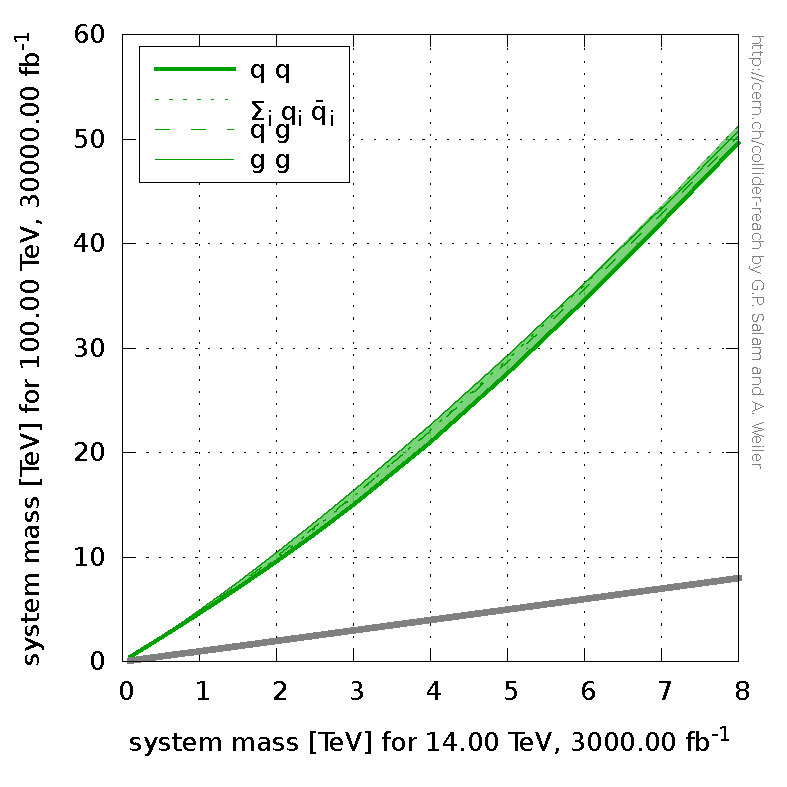 60
50
40
30
20
10
0
0 1 2 3 4 5 6 7 8
system mass [TeV] for 100.00 TeV, 30000.00 fb⁻¹
system mass [TeV] for 14.00 TeV, 3000.00 fb⁻¹
q q
Σᵢ qᵢ q̄ᵢ
q g
g g
http://cern.ch/collider-reach by G.P. Salam and A. Weiler